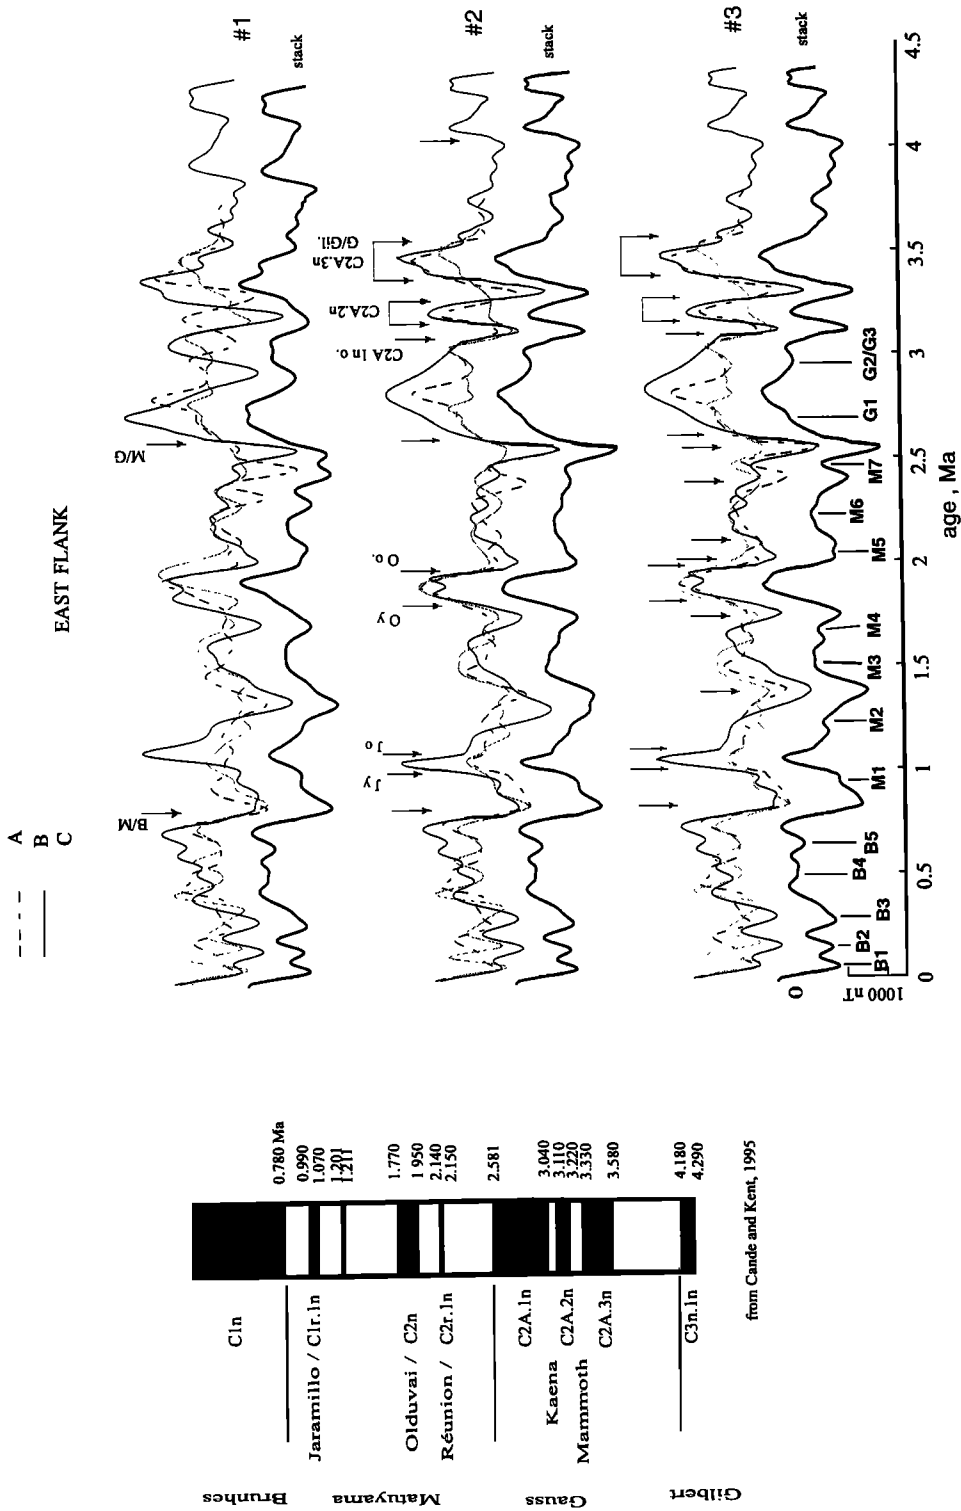 EAST FLANK
A
B
C
#1
stack
B/M
M/G
#2
stack
J y
J o
O y
O o.
C2A 1n o.
C2A.2n
C2A.3n
G/Gil.
#3
stack
0
1000 nT
B1
B2
B3
B4
B5
M1
M2
M3
M4
M5
M6
M7
G1
G2/G3
0
0.5
1
1.5
2
2.5
3
3.5
4
4.5
age , Ma
Brunhes
Matuyama
Gauss
Gilbert
C1n
Jaramillo / C1r.1n
Olduvai / C2n
Réunion / C2r.1n
C2A.1n
Kaena
C2A.2n
Mammoth
C2A.3n
C3n.1n
0.780 Ma
0.990
1.070
1.201
1.211
1.770
1 950
2.140
2.150
2.581
3.040
3.110
3.220
3.330
3.580
4.180
4.290
from Cande and Kent, 1995